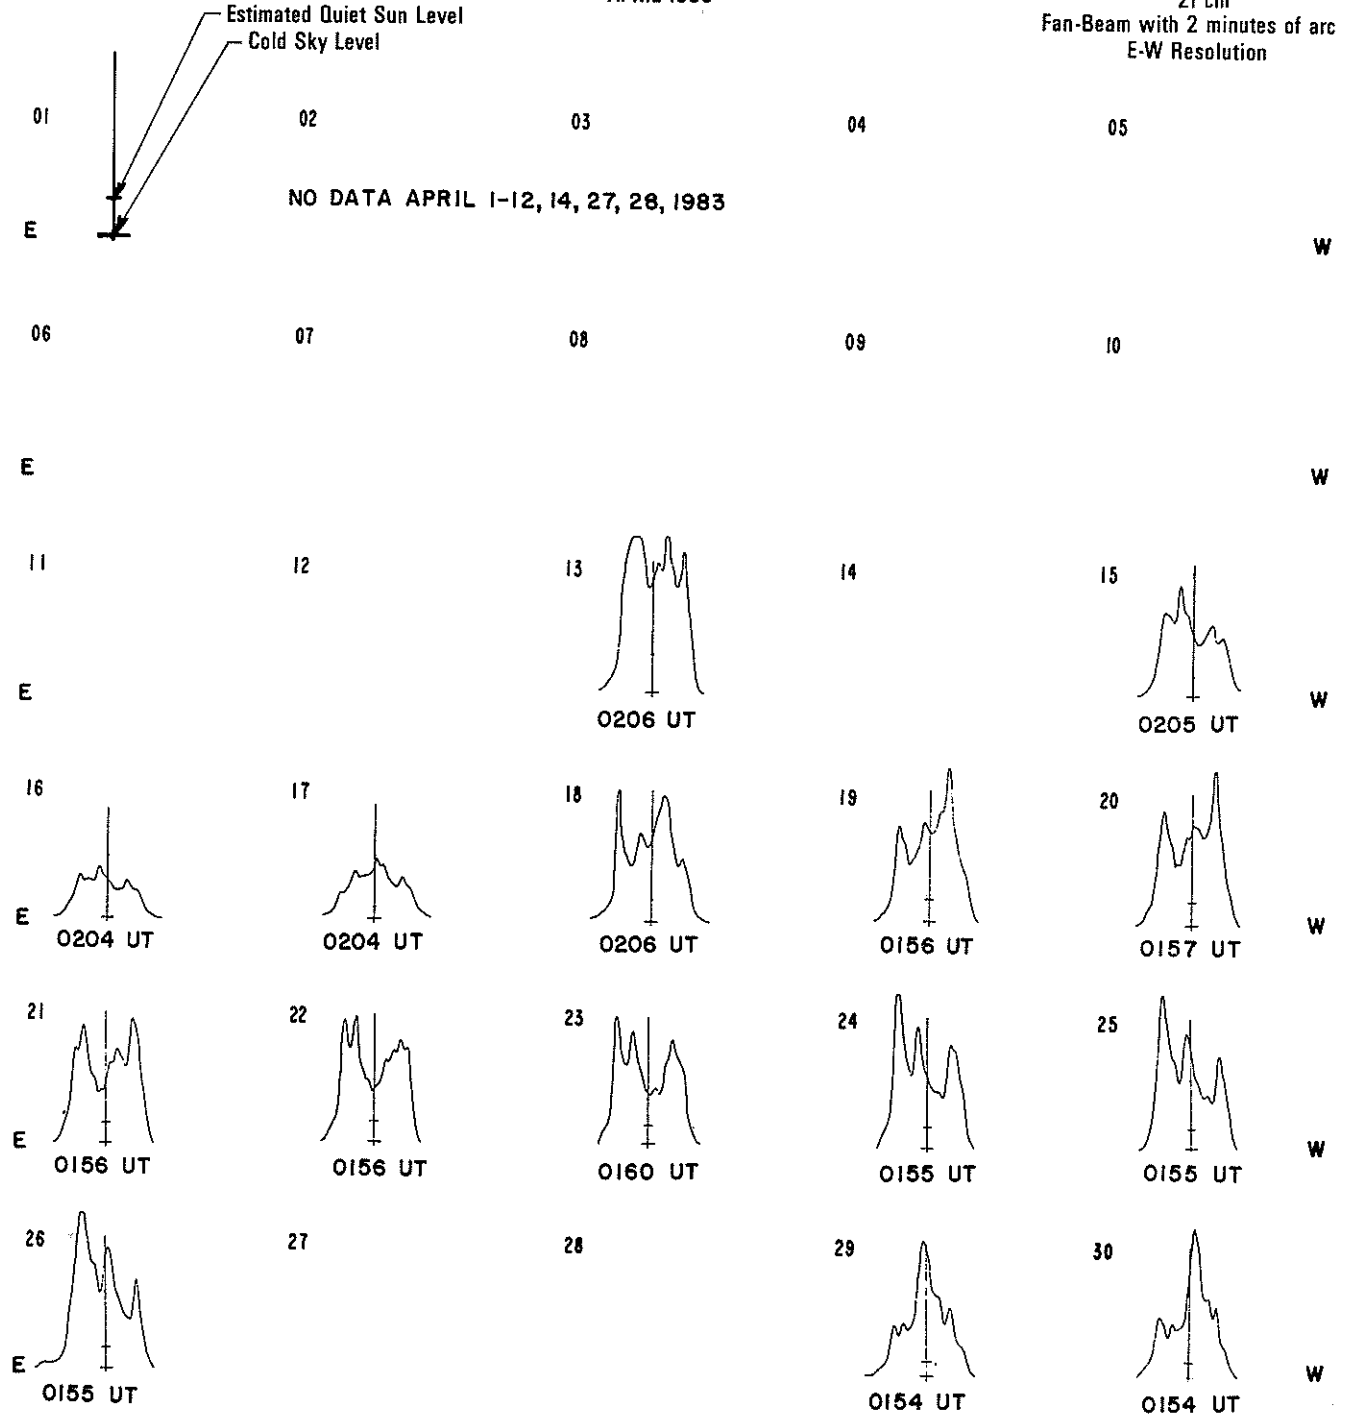 21 cm
Estimated Quiet Sun Level
Fan-Beam with 2 minutes of arc
Cold Sky Level
E-W Resolution
01 02 03 04 05
NO DATA APRIL 1-12, 14, 27, 28, 1983
E W
06 07 08 09 10
E W
11 12 13 14 15
E W
0206 UT 0205 UT
16 17 18 19 20
E W
0204 UT 0204 UT 0206 UT 0156 UT 0157 UT
21 22 23 24 25
E W
0156 UT 0156 UT 0160 UT 0155 UT 0155 UT
26 27 28 29 30
E W
0155 UT 0154 UT 0154 UT